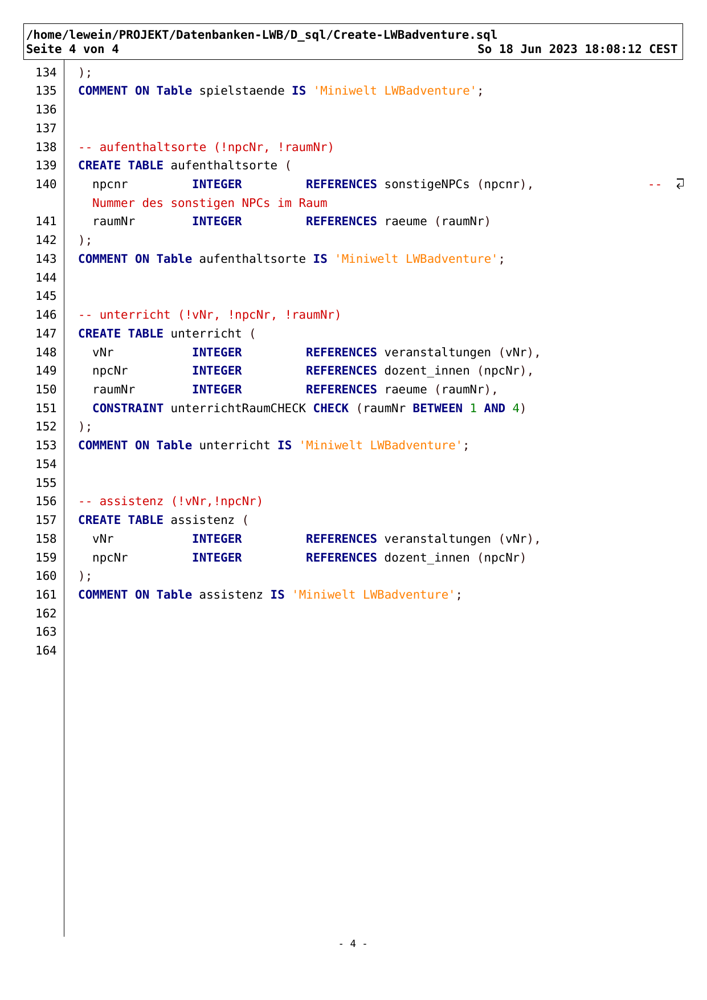 /home/lewein/PROJEKT/Datenbanken-LWB/D_sql/Create-LWBadventure.sql
Seite 4 von 4 So 18 Jun 2023 18:08:12 CEST
134 );
135 COMMENT ON Table spielstaende IS 'Miniwelt LWBadventure';
136
137
138 -- aufenthaltsorte (!npcNr, !raumNr)
139 CREATE TABLE aufenthaltsorte (
140   npcnr         INTEGER         REFERENCES sonstigeNPCs (npcnr),                --
  Nummer des sonstigen NPCs im Raum
141   raumNr        INTEGER         REFERENCES raeume (raumNr)
142 );
143 COMMENT ON Table aufenthaltsorte IS 'Miniwelt LWBadventure';
144
145
146 -- unterricht (!vNr, !npcNr, !raumNr)
147 CREATE TABLE unterricht (
148   vNr           INTEGER         REFERENCES veranstaltungen (vNr),
149   npcNr         INTEGER         REFERENCES dozent_innen (npcNr),
150   raumNr        INTEGER         REFERENCES raeume (raumNr),
151   CONSTRAINT unterrichtRaumCHECK CHECK (raumNr BETWEEN 1 AND 4)
152 );
153 COMMENT ON Table unterricht IS 'Miniwelt LWBadventure';
154
155
156 -- assistenz (!vNr,!npcNr)
157 CREATE TABLE assistenz (
158   vNr           INTEGER         REFERENCES veranstaltungen (vNr),
159   npcNr         INTEGER         REFERENCES dozent_innen (npcNr)
160 );
161 COMMENT ON Table assistenz IS 'Miniwelt LWBadventure';
162
163
164
- 4 -